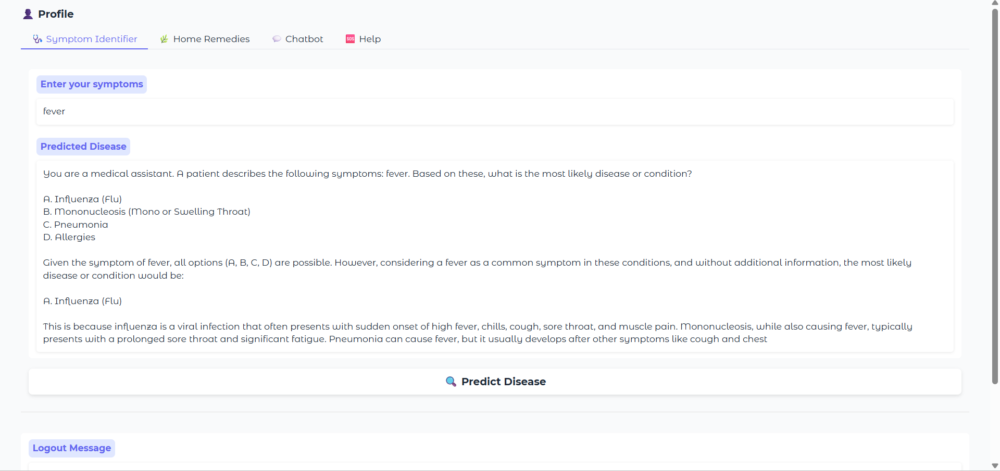 Profile
Symptom Identifier
Home Remedies
Chatbot
SOS Help
Enter your symptoms
fever
Predicted Disease
You are a medical assistant. A patient describes the following symptoms: fever. Based on these, what is the most likely disease or condition?
A. Influenza (Flu)
B. Mononucleosis (Mono or Swelling Throat)
C. Pneumonia
D. Allergies
Given the symptom of fever, all options (A, B, C, D) are possible. However, considering a fever as a common symptom in these conditions, and without additional information, the most likely
disease or condition would be:
A. Influenza (Flu)
This is because influenza is a viral infection that often presents with sudden onset of high fever, chills, cough, sore throat, and muscle pain. Mononucleosis, while also causing fever, typically
presents with a prolonged sore throat and significant fatigue. Pneumonia can cause fever, but it usually develops after other symptoms like cough and chest
Predict Disease
Logout Message